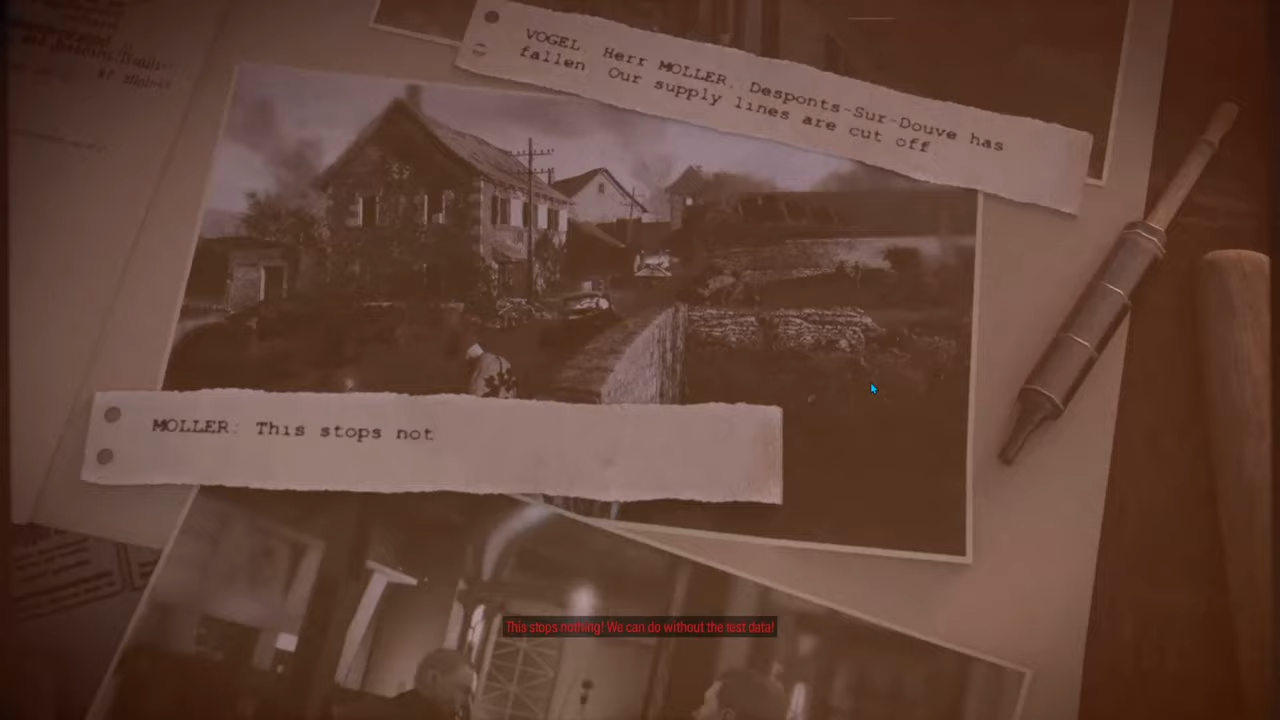 VOGEL: Herr MOLLER, Desponts-Sur-Douve has
fallen. Our supply lines are cut off.
MOLLER: This stops not
This stops nothing! We can do without the test data!